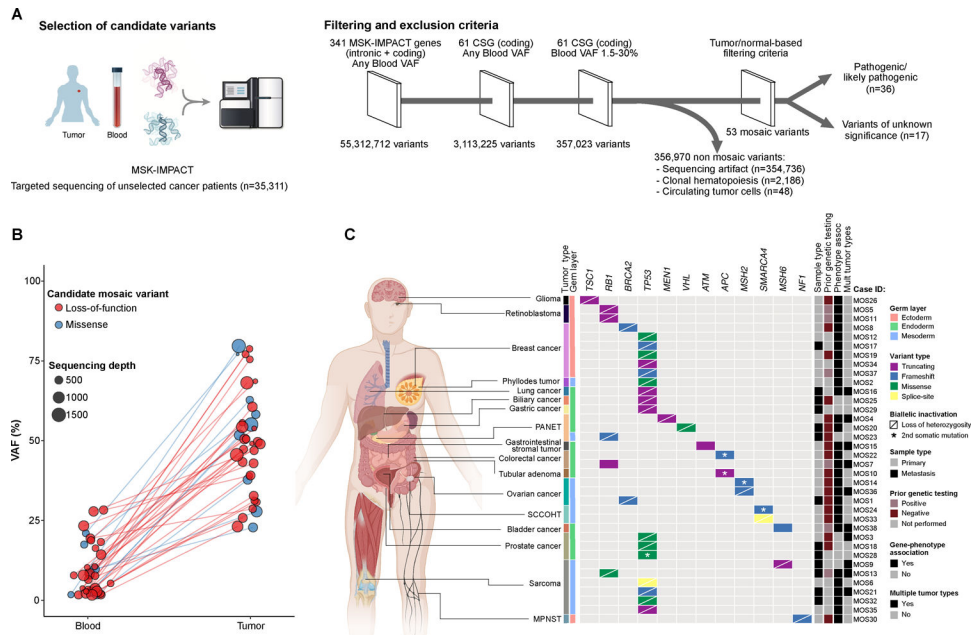 A
Selection of candidate variants
Tumor
Blood
MSK-IMPACT
Targeted sequencing of unselected cancer patients (n=35,311)
Filtering and exclusion criteria
341 MSK-IMPACT genes
(intronic + coding)
Any Blood VAF
61 CSG (coding)
Any Blood VAF
61 CSG (coding)
Blood VAF 1.5-30%
Tumor/normal-based
filtering criteria
55,312,712 variants
3,113,225 variants
357,023 variants
53 mosaic variants
Pathogenic/
likely pathogenic
(n=36)
Variants of unknown
significance (n=17)
356,970 non mosaic variants:
- Sequencing artifact (n=354,736)
- Clonal hematopoiesis (n=2,186)
- Circulating tumor cells (n=48)
B
VAF (%)
100
75
50
25
0
Candidate mosaic variant
Loss-of-function
Missense
Sequencing depth
500
1000
1500
Blood
Tumor
C
Tumor type
Germ layer
TSC1
RB1
BRCA2
TP53
MEN1
VHL
ATM
APC
MSH2
SMARCA4
MSH6
NF1
Sample type
Prior genetic testing
Phenotype assoc
Mult tumor types
Case ID:
Glioma
Retinoblastoma
Breast cancer
Phyllodes tumor
Lung cancer
Biliary cancer
Gastric cancer
PANET
Gastrointestinal
stromal tumor
Colorectal cancer
Tubular adenoma
Ovarian cancer
SCCOHT
Bladder cancer
Prostate cancer
Sarcoma
MPNST
MOS26
MOS5
MOS11
MOS8
MOS12
MOS17
MOS19
MOS34
MOS37
MOS2
MOS16
MOS25
MOS29
MOS4
MOS20
MOS23
MOS15
MOS22
MOS7
MOS10
MOS14
MOS36
MOS1
MOS24
MOS33
MOS38
MOS3
MOS18
MOS28
MOS9
MOS13
MOS6
MOS21
MOS32
MOS35
MOS30
Germ layer
Ectoderm
Endoderm
Mesoderm
Variant type
Truncating
Frameshift
Missense
Splice-site
Biallelic inactivation
Loss of heterozygosity
★ 2nd somatic mutation
Sample type
Primary
Metastasis
Prior genetic testing
Positive
Negative
Not performed
Gene-phenotype
association
Yes
No
Multiple tumor types
Yes
No